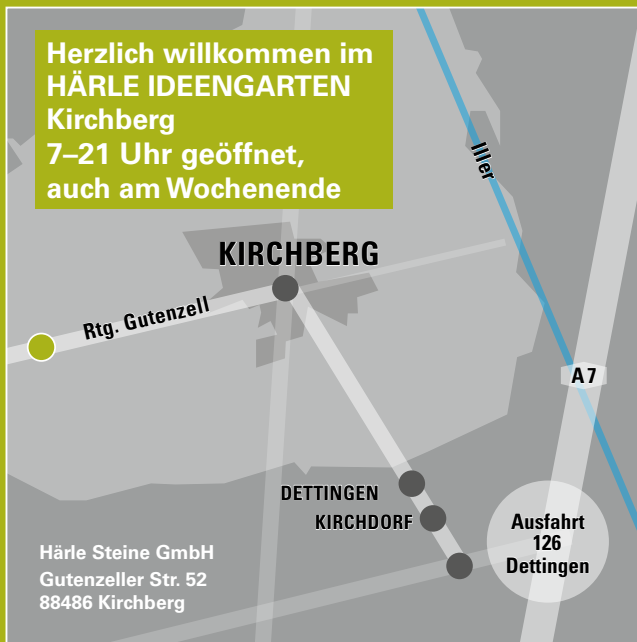 Herzlich willkommen im
HÄRLE IDEENGARTEN
Kirchberg
7–21 Uhr geöffnet,
auch am Wochenende
Iller
KIRCHBERG
Rtg. Gutenzell
A7
DETTINGEN
KIRCHDORF
Ausfahrt
126
Dettingen
Härle Steine GmbH
Gutenzeller Str. 52
88486 Kirchberg